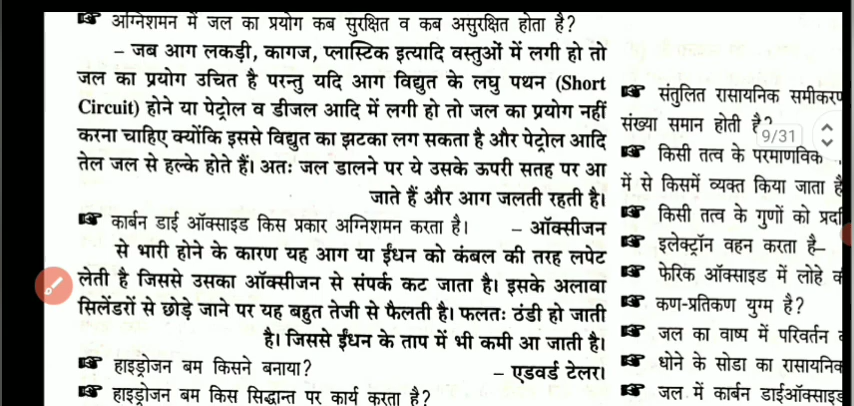 ☞ अग्निशमन में जल का प्रयोग कब सुरक्षित व कब असुरक्षित होता है?
– जब आग लकड़ी, कागज, प्लास्टिक इत्यादि वस्तुओं में लगी हो तो
जल का प्रयोग उचित है परन्तु यदि आग विद्युत के लघु पथन (Short
Circuit) होने या पेट्रोल व डीजल आदि में लगी हो तो जल का प्रयोग नहीं
करना चाहिए क्योंकि इससे विद्युत का झटका लग सकता है और पेट्रोल आदि
तेल जल से हल्के होते हैं। अतः जल डालने पर ये उसके ऊपरी सतह पर आ
जाते हैं और आग जलती रहती है।
☞ कार्बन डाई ऑक्साइड किस प्रकार अग्निशमन करता है। – ऑक्सीजन
से भारी होने के कारण यह आग या ईंधन को कंबल की तरह लपेट
लेती है जिससे उसका ऑक्सीजन से संपर्क कट जाता है। इसके अलावा
सिलेंडरों से छोड़े जाने पर यह बहुत तेजी से फैलती है। फलतः ठंडी हो जाती
है। जिससे ईंधन के ताप में भी कमी आ जाती है।
☞ हाइड्रोजन बम किसने बनाया? – एडवर्ड टेलर।
☞ हाइड्रोजन बम किस सिद्धान्त पर कार्य करता है?
☞ संतुलित रासायनिक समीकरण
संख्या समान होती है?
9/31
☞ किसी तत्व के परमाणविक
में से किसमें व्यक्त किया जाता है
☞ किसी तत्व के गुणों को
☞ इलेक्ट्रॉन वहन करता है–
☞ फेरिक ऑक्साइड में लोहे
☞ कण-प्रतिकण युग्म है?
☞ जल का वाष्प में परिवर्तन
☞ धोने के सोडा का रासायनिक
☞ जल में कार्बन डाईऑक्साइड